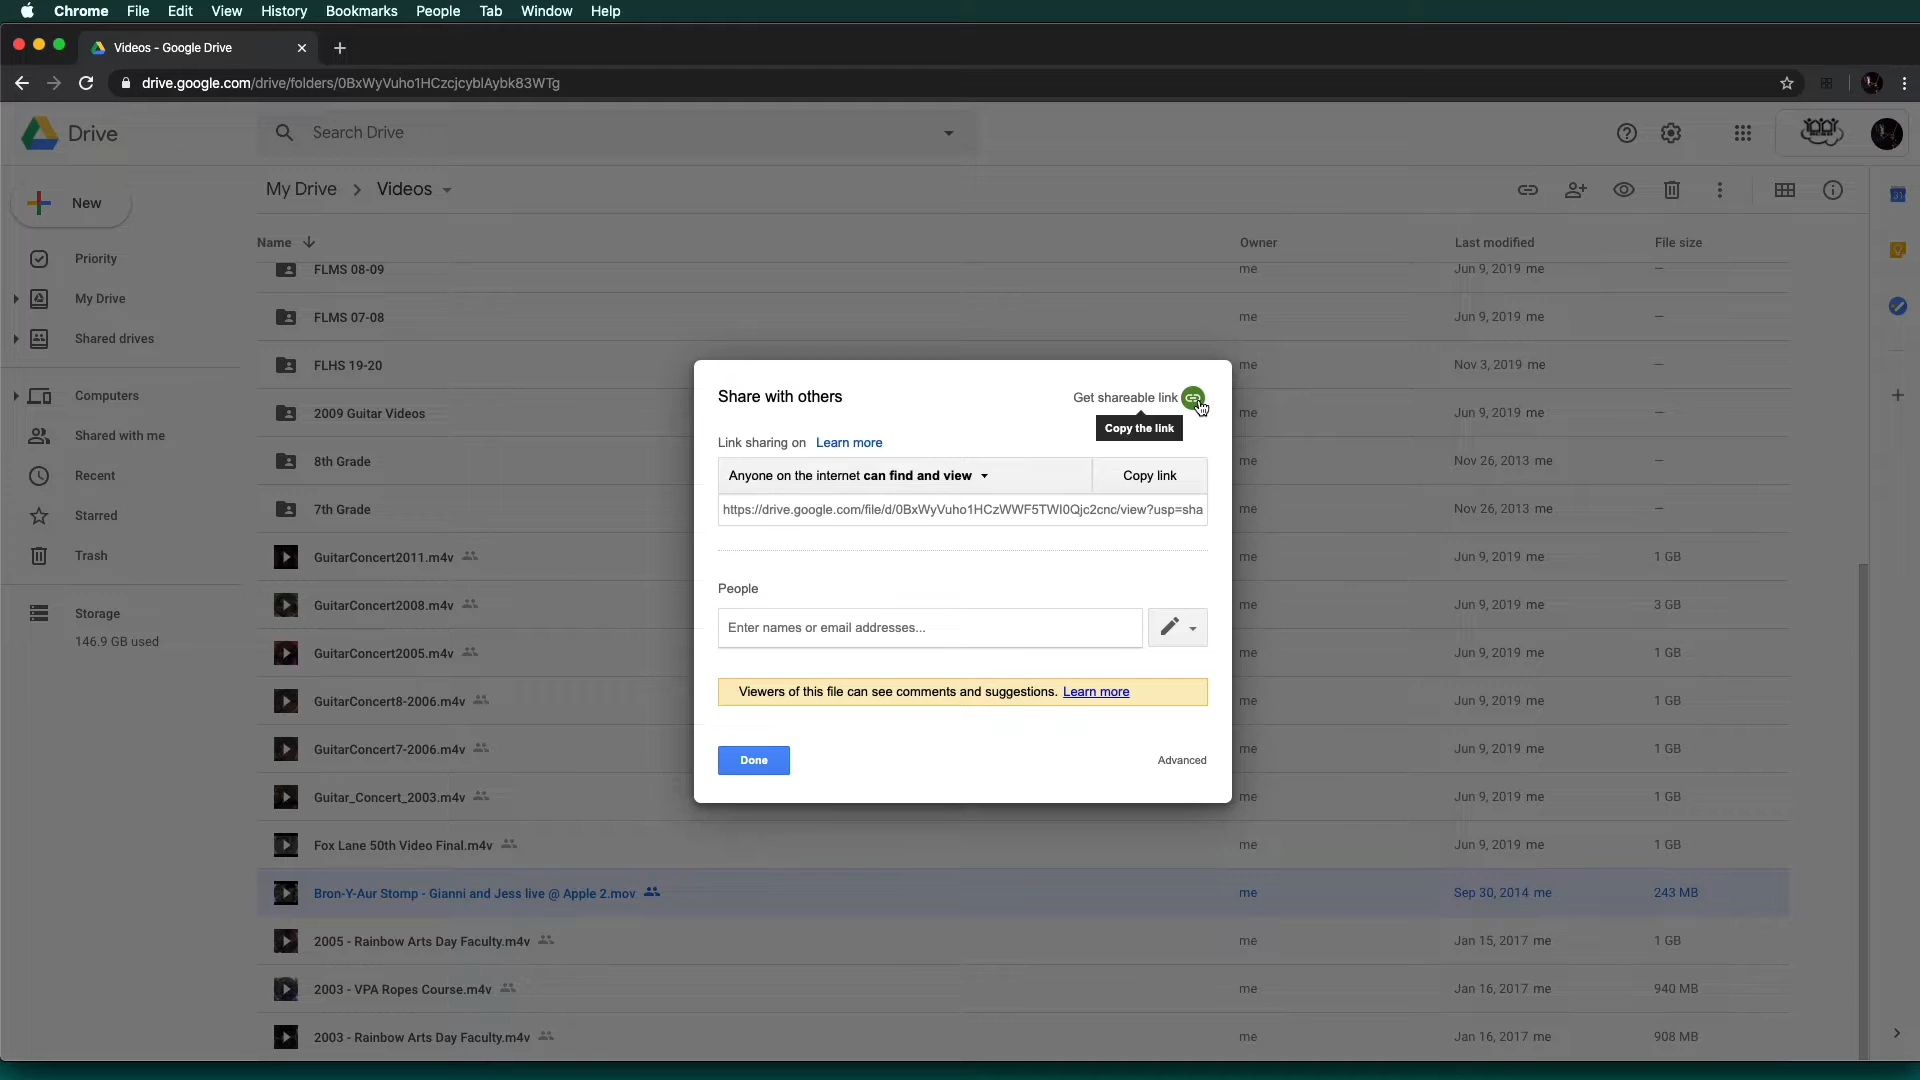 Chrome File Edit View History Bookmarks People Tab Window Help
Videos - Google Drive
drive.google.com/drive/folders/0BxWyVuho1HCzcjcyblAybk83WTg
Drive
Search Drive
My Drive > Videos
New
Name Owner Last modified File size
Priority
FLMS 08-09 me Jun 9, 2019 me –
My Drive
FLMS 07-08 me Jun 9, 2019 me –
Shared drives
FLHS 19-20 me Nov 3, 2019 me –
Computers
2009 Guitar Videos me Jun 9, 2019 me –
Shared with me
8th Grade me Nov 26, 2013 me –
Recent
7th Grade me Nov 26, 2013 me –
Starred
GuitarConcert2011.m4v me Jun 9, 2019 me 1 GB
Trash
GuitarConcert2008.m4v me Jun 9, 2019 me 3 GB
Storage
146.9 GB used
GuitarConcert2005.m4v me Jun 9, 2019 me 1 GB
GuitarConcert8-2006.m4v me Jun 9, 2019 me 1 GB
GuitarConcert7-2006.m4v me Jun 9, 2019 me 1 GB
Guitar_Concert_2003.m4v me Jun 9, 2019 me 1 GB
Fox Lane 50th Video Final.m4v me Jun 9, 2019 me 1 GB
Bron-Y-Aur Stomp - Gianni and Jess live @ Apple 2.mov me Sep 30, 2014 me 243 MB
2005 - Rainbow Arts Day Faculty.m4v me Jan 15, 2017 me 1 GB
2003 - VPA Ropes Course.m4v me Jan 16, 2017 me 940 MB
2003 - Rainbow Arts Day Faculty.m4v me Jan 16, 2017 me 908 MB
Share with others
Get shareable link
Copy the link
Link sharing on Learn more
Anyone on the internet can find and view Copy link
https://drive.google.com/file/d/0BxWyVuho1HCzWWF5TWI0Qjc2cnc/view?usp=sha
People
Enter names or email addresses...
Viewers of this file can see comments and suggestions. Learn more
Done
Advanced
31